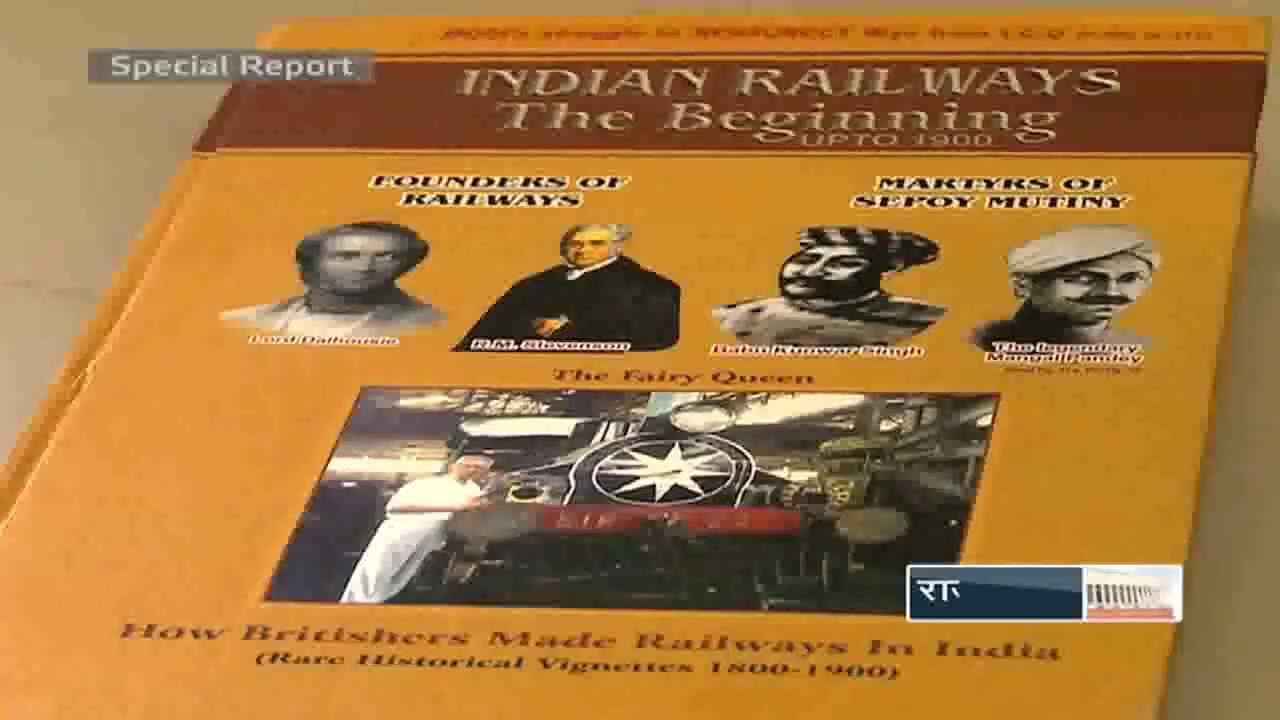 Special Report
INDIAN RAILWAYS
The Beginning
UPTO 1900
FOUNDERS OF
RAILWAYS
MARTYRS OF
SEPOY MUTINY
Lord Dalhousie
R.M. Stevenson
Babu Kunwar Singh
The legendary
Mangal Pandey
The Fairy Queen
How Britishers Made Railways In India
(Rare Historical Vignettes 1800-1900)